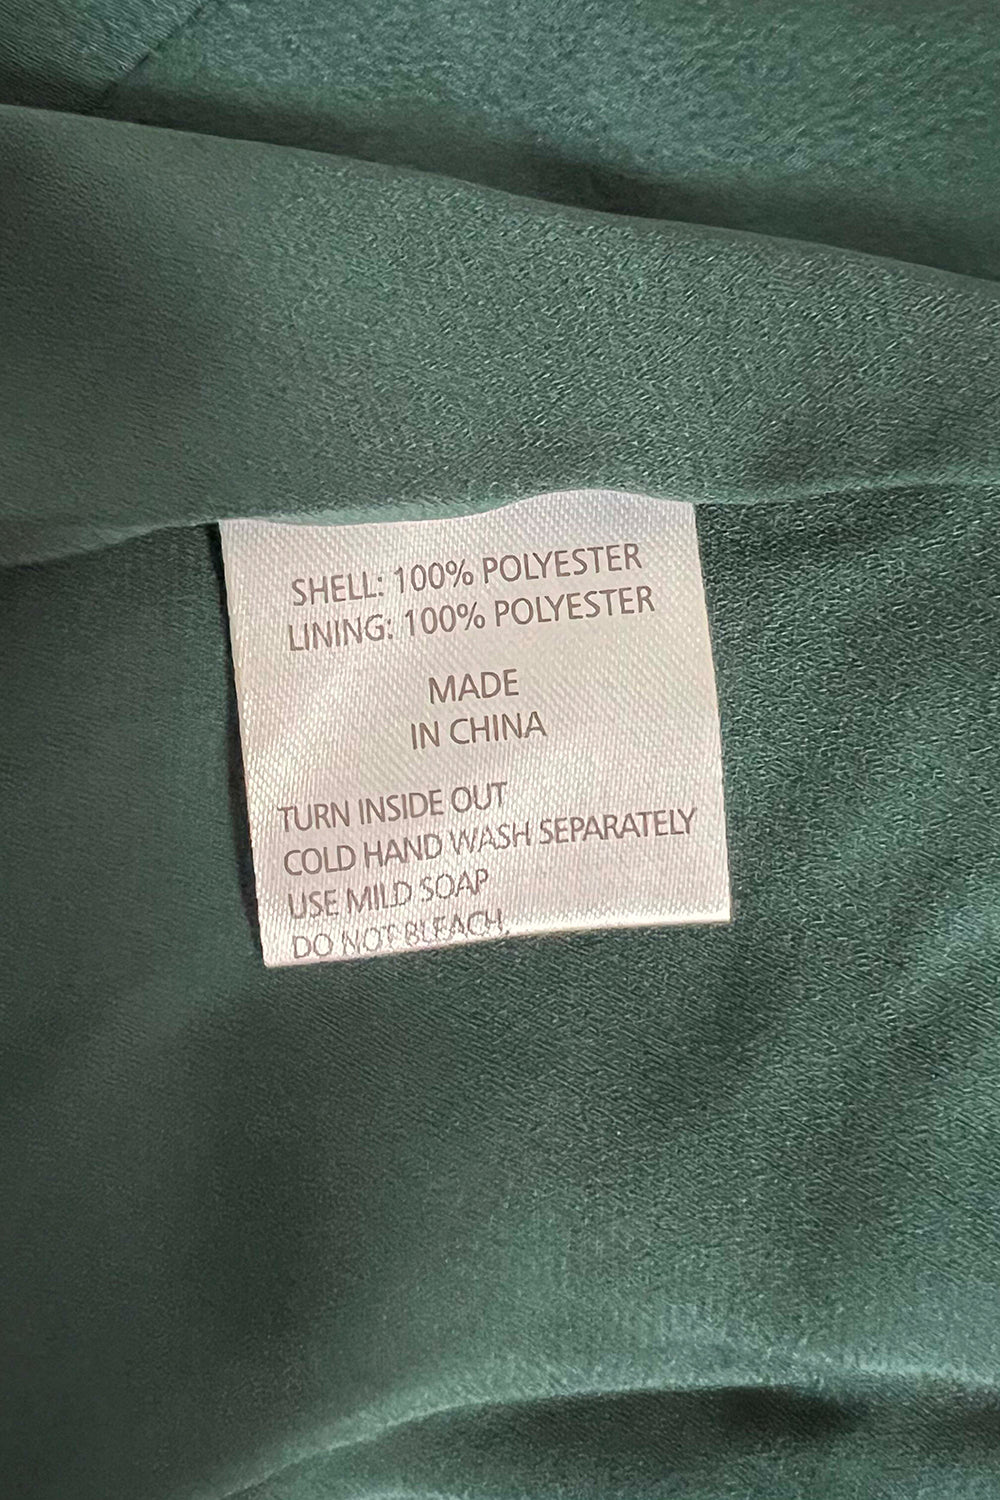 SHELL: 100% POLYESTER
LINING: 100% POLYESTER
MADE
IN CHINA
TURN INSIDE OUT
COLD HAND WASH SEPARATELY
USE MILD SOAP
DO NOT BLEACH,